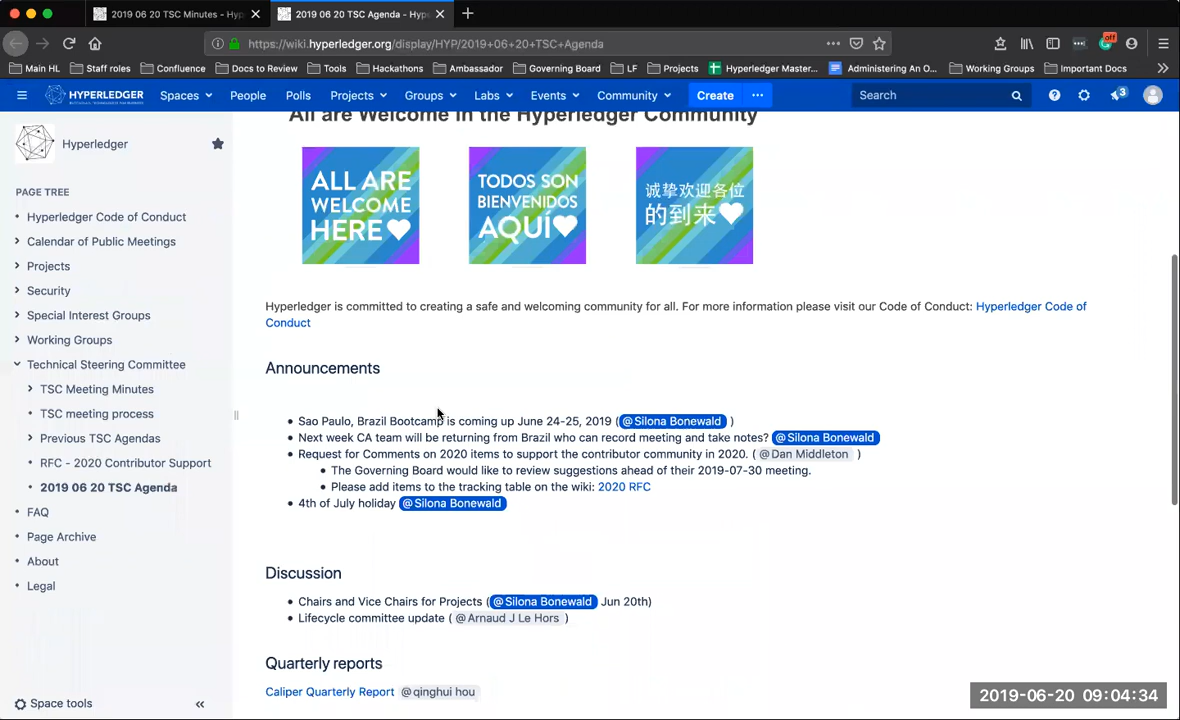 2019 06 20 TSC Minutes - Hyp
2019 06 20 TSC Agenda - Hype
https://wiki.hyperledger.org/display/HYP/2019+06+20+TSC+Agenda
off
Main HL
Staff roles
Confluence
Docs to Review
Tools
Hackathons
Ambassador
Governing Board
LF
Projects
Hyperledger Master...
Administering An O...
Working Groups
Important Docs
HYPERLEDGER
Spaces
People
Polls
Projects
Groups
Labs
Events
Community
Create
Search
3
Hyperledger
PAGE TREE
Hyperledger Code of Conduct
Calendar of Public Meetings
Projects
Security
Special Interest Groups
Working Groups
Technical Steering Committee
TSC Meeting Minutes
TSC meeting process
Previous TSC Agendas
RFC - 2020 Contributor Support
2019 06 20 TSC Agenda
FAQ
Page Archive
About
Legal
Space tools
All are Welcome in the Hyperledger Community
ALL ARE
WELCOME
HERE
TODOS SON
BIENVENIDOS
AQUÍ
诚挚欢迎各位
的到来
Hyperledger is committed to creating a safe and welcoming community for all. For more information please visit our Code of Conduct: Hyperledger Code of
Conduct
Announcements
Sao Paulo, Brazil Bootcamp is coming up June 24-25, 2019 (@Silona Bonewald )
Next week CA team will be returning from Brazil who can record meeting and take notes? @Silona Bonewald
Request for Comments on 2020 items to support the contributor community in 2020. ( @Dan Middleton )
The Governing Board would like to review suggestions ahead of their 2019-07-30 meeting.
Please add items to the tracking table on the wiki: 2020 RFC
4th of July holiday @Silona Bonewald
Discussion
Chairs and Vice Chairs for Projects (@Silona Bonewald Jun 20th)
Lifecycle committee update ( @Arnaud J Le Hors )
Quarterly reports
Caliper Quarterly Report @qinghui hou
2019-06-20 09:04:34